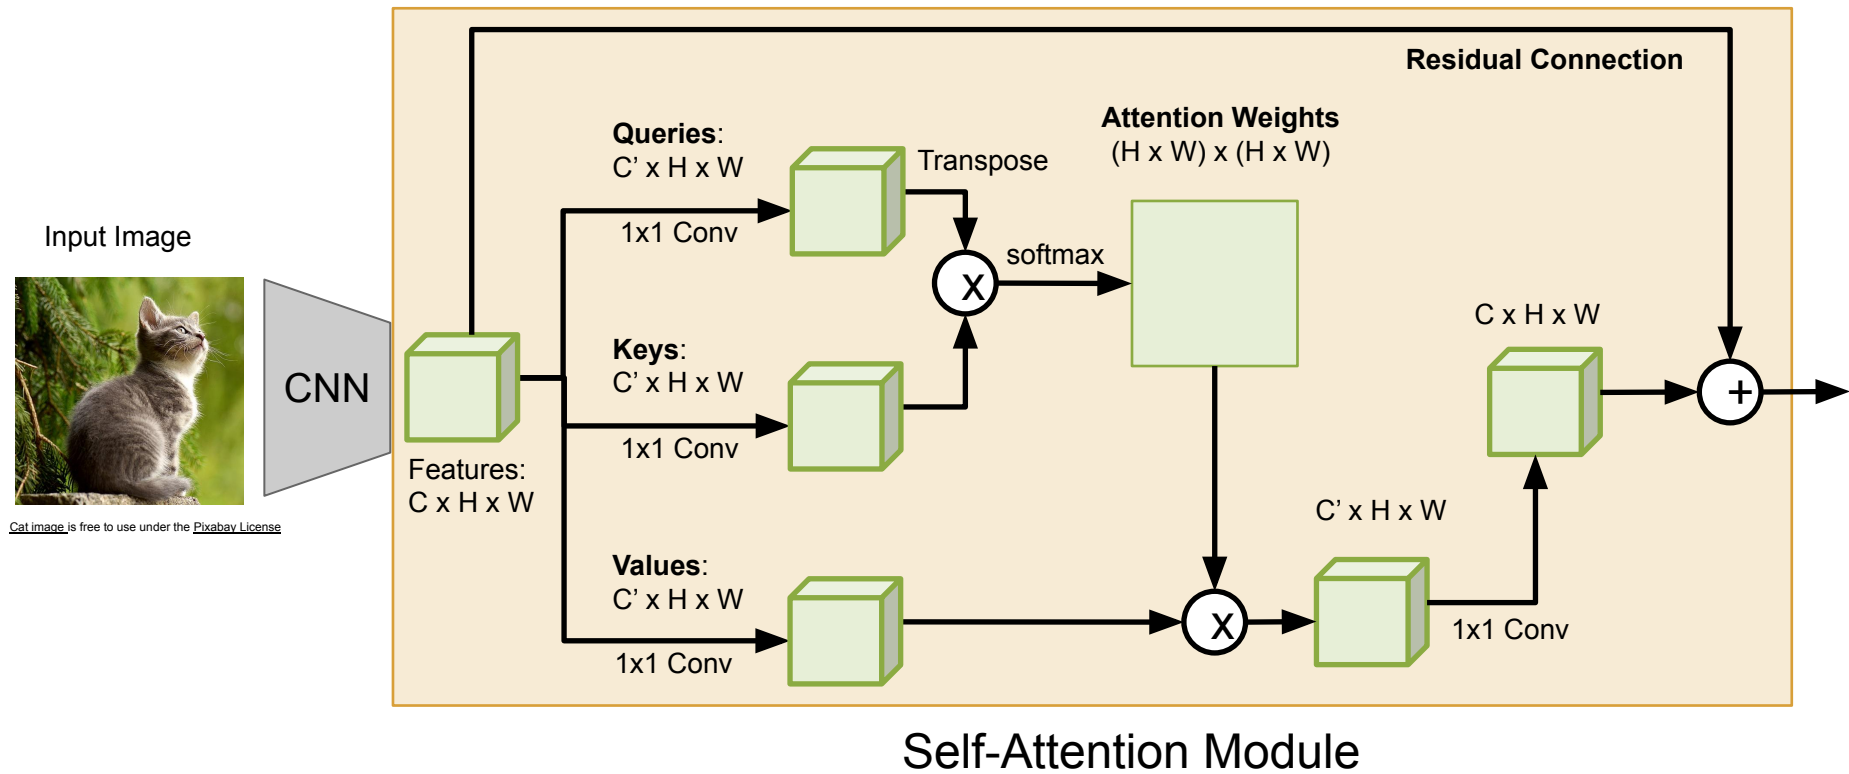 Residual Connection
Attention Weights
(H x W) x (H x W)
Queries:
C’ x H x W
Transpose
1x1 Conv
Input Image
softmax
x
C x H x W
Keys:
C’ x H x W
CNN
+
1x1 Conv
Features:
C x H x W
C’ x H x W
Cat image is free to use under the Pixabay License
Values:
C’ x H x W
x
1x1 Conv
1x1 Conv
Self-Attention Module